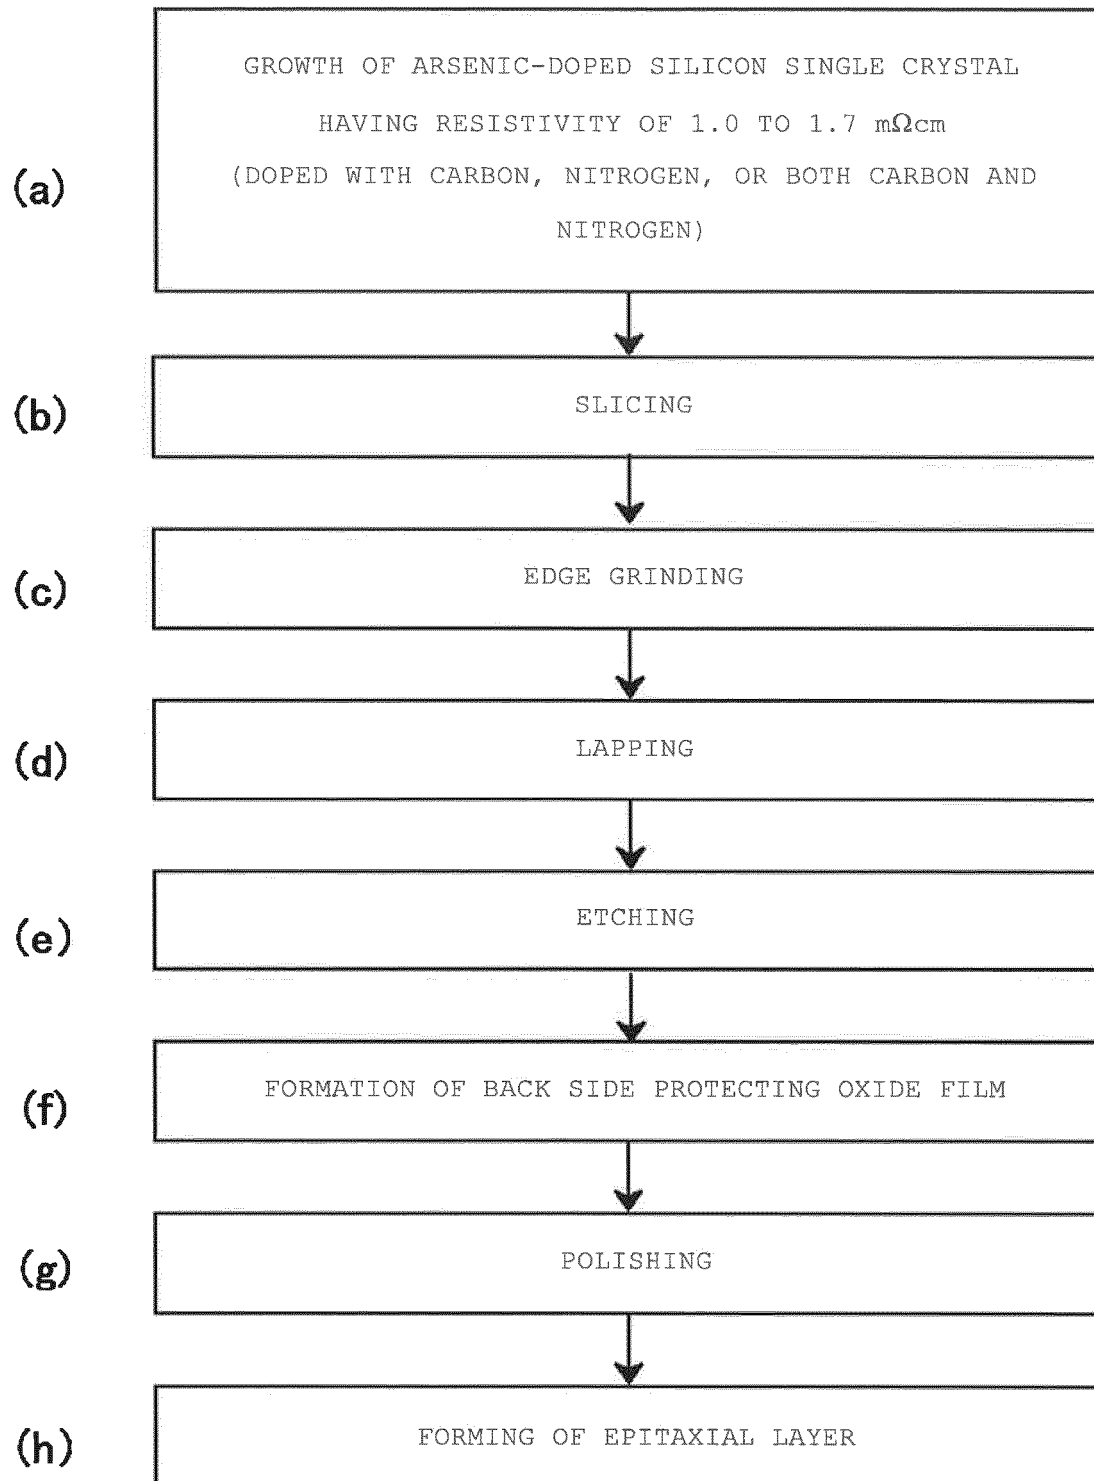 (a)
GROWTH OF ARSENIC-DOPED SILICON SINGLE CRYSTAL
HAVING RESISTIVITY OF 1.0 TO 1.7 mΩcm
(DOPED WITH CARBON, NITROGEN, OR BOTH CARBON AND
NITROGEN)
(b)
SLICING
(c)
EDGE GRINDING
(d)
LAPPING
(e)
ETCHING
(f)
FORMATION OF BACK SIDE PROTECTING OXIDE FILM
(g)
POLISHING
(h)
FORMING OF EPITAXIAL LAYER